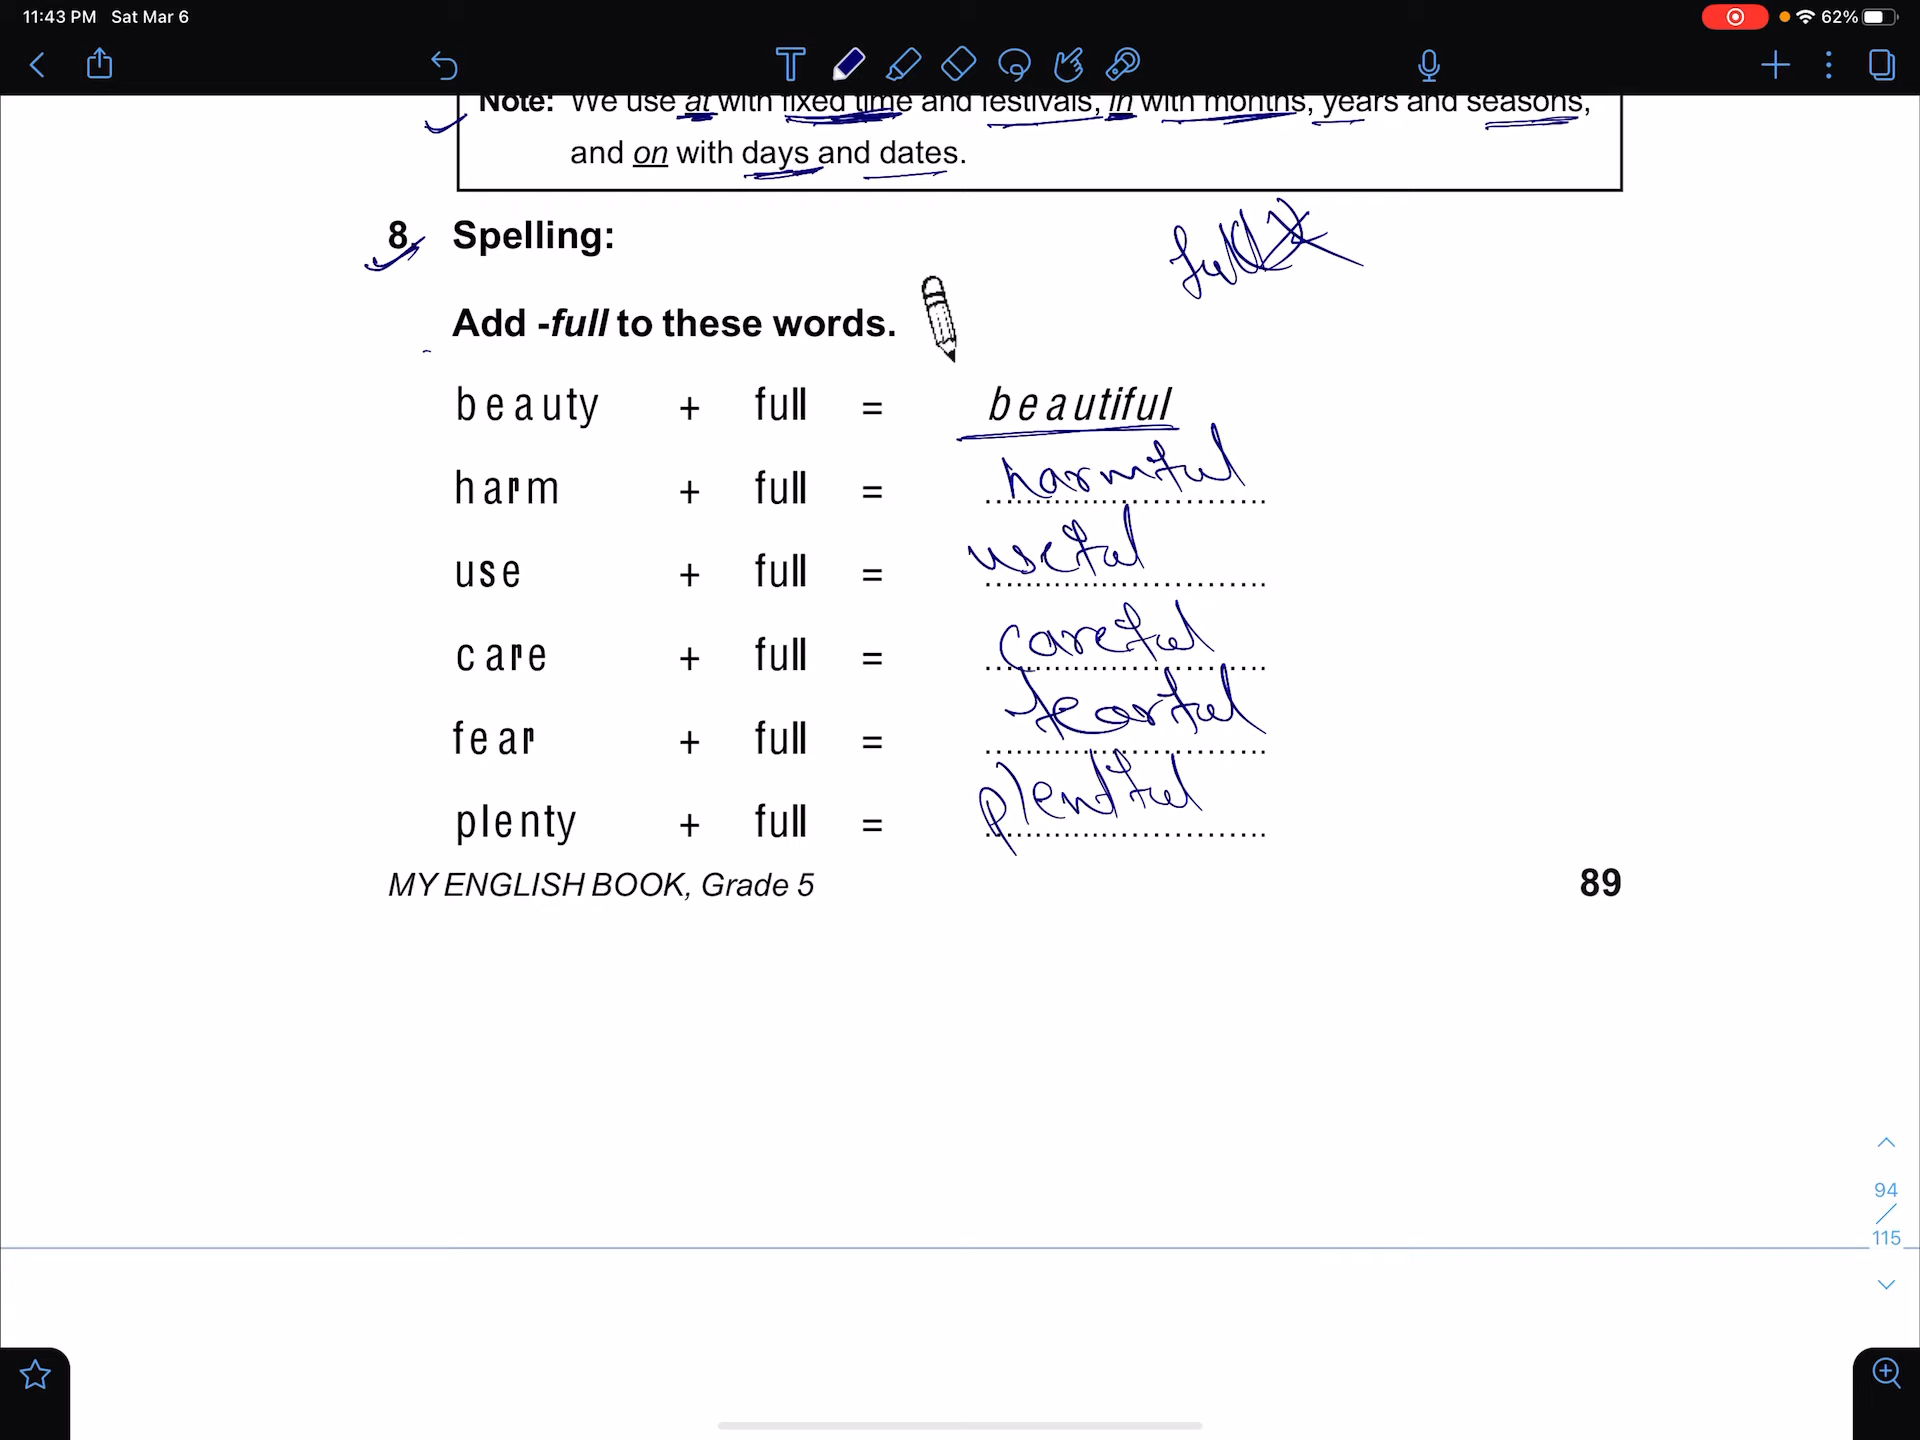 11:43 PM Sat Mar 6
62%
Note: We use at with fixed time and festivals, in with months, years and seasons,
and on with days and dates.
8. Spelling:
full
Add -full to these words.
beauty + full = beautiful
harm + full = harmful
use + full = useful
care + full = careful
fear + full = fearful
plenty + full = plentful
MY ENGLISH BOOK, Grade 5 89
94
115